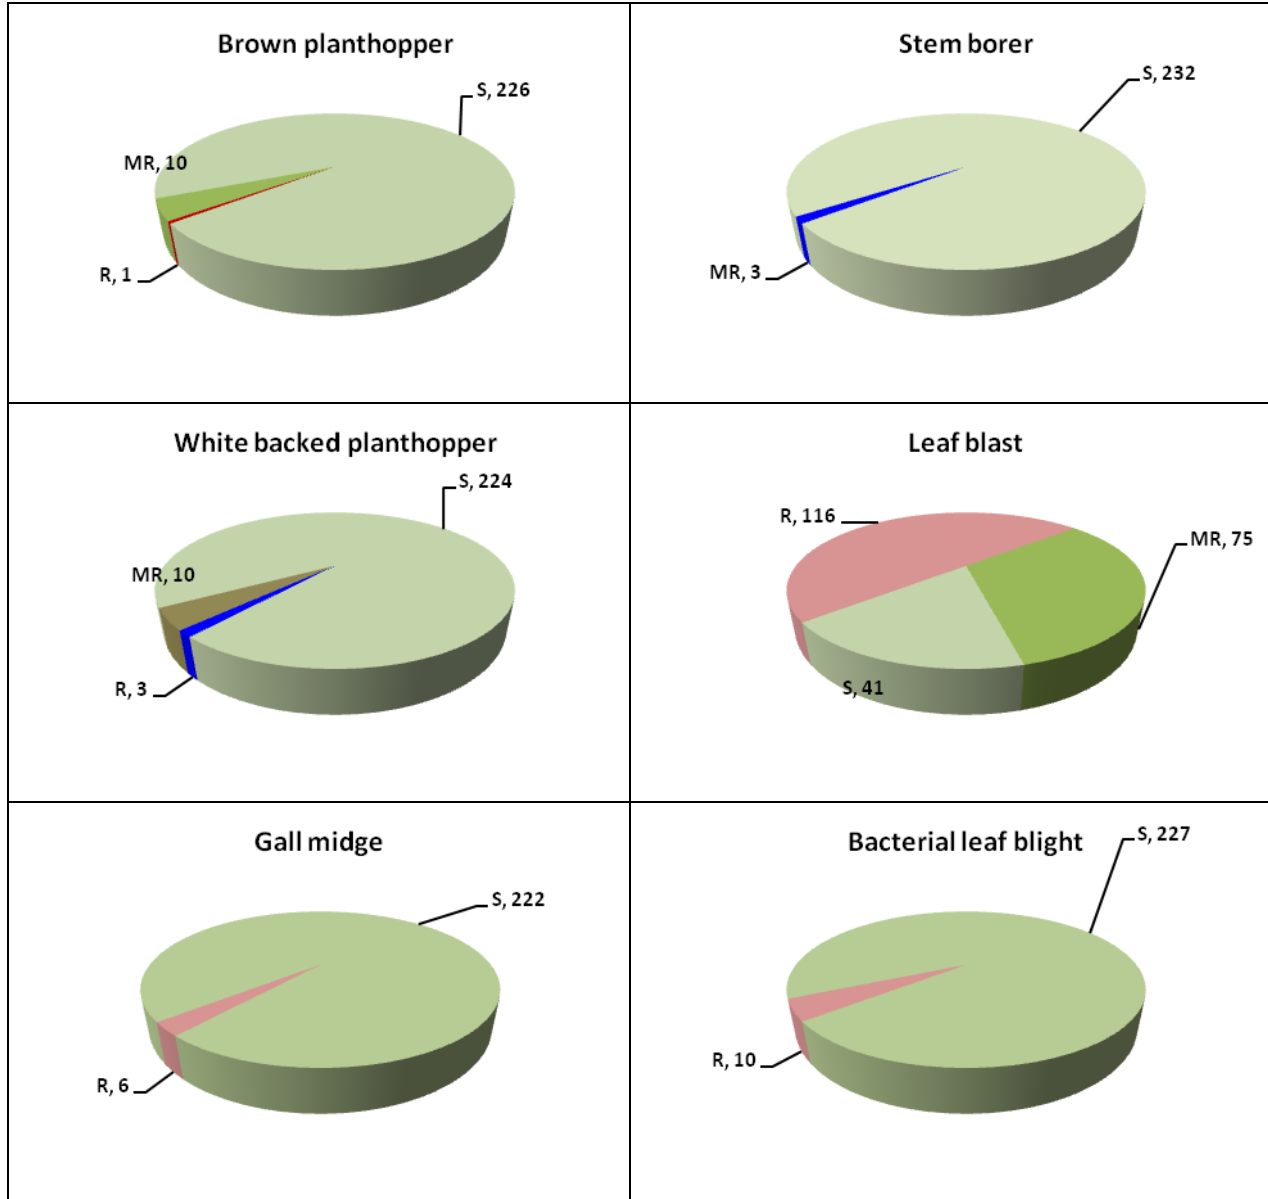 Brown planthopper
S, 226
MR, 10
R, 1
Stem borer
S, 232
MR, 3
White backed planthopper
S, 224
MR, 10
R, 3
Leaf blast
R, 116
MR, 75
S, 41
Gall midge
S, 222
R, 6
Bacterial leaf blight
S, 227
R, 10